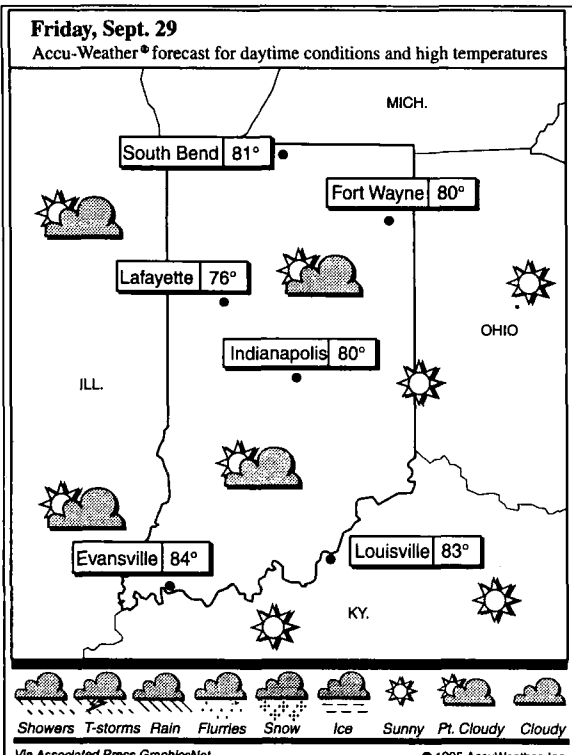 Friday, Sept. 29
Accu-Weather® forecast for daytime conditions and high temperatures
MICH.
South Bend 81°
Fort Wayne 80°
Lafayette 76°
OHIO
Indianapolis 80°
ILL.
Evansville 84°
Louisville 83°
KY.
Showers T-storms Rain Flurries Snow Ice Sunny Pt. Cloudy Cloudy
Via Associated Press GraphicsNet
© 1995 AccuWeather, Inc.